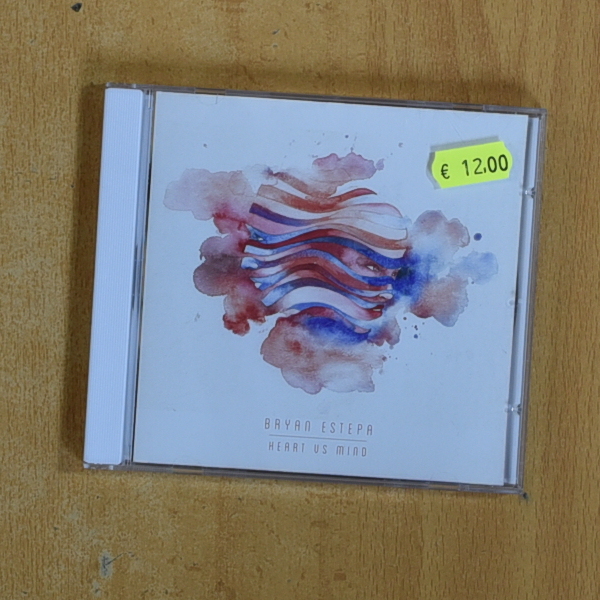 € 12.00
BRYAN ESTEPA
HEART VS MIND